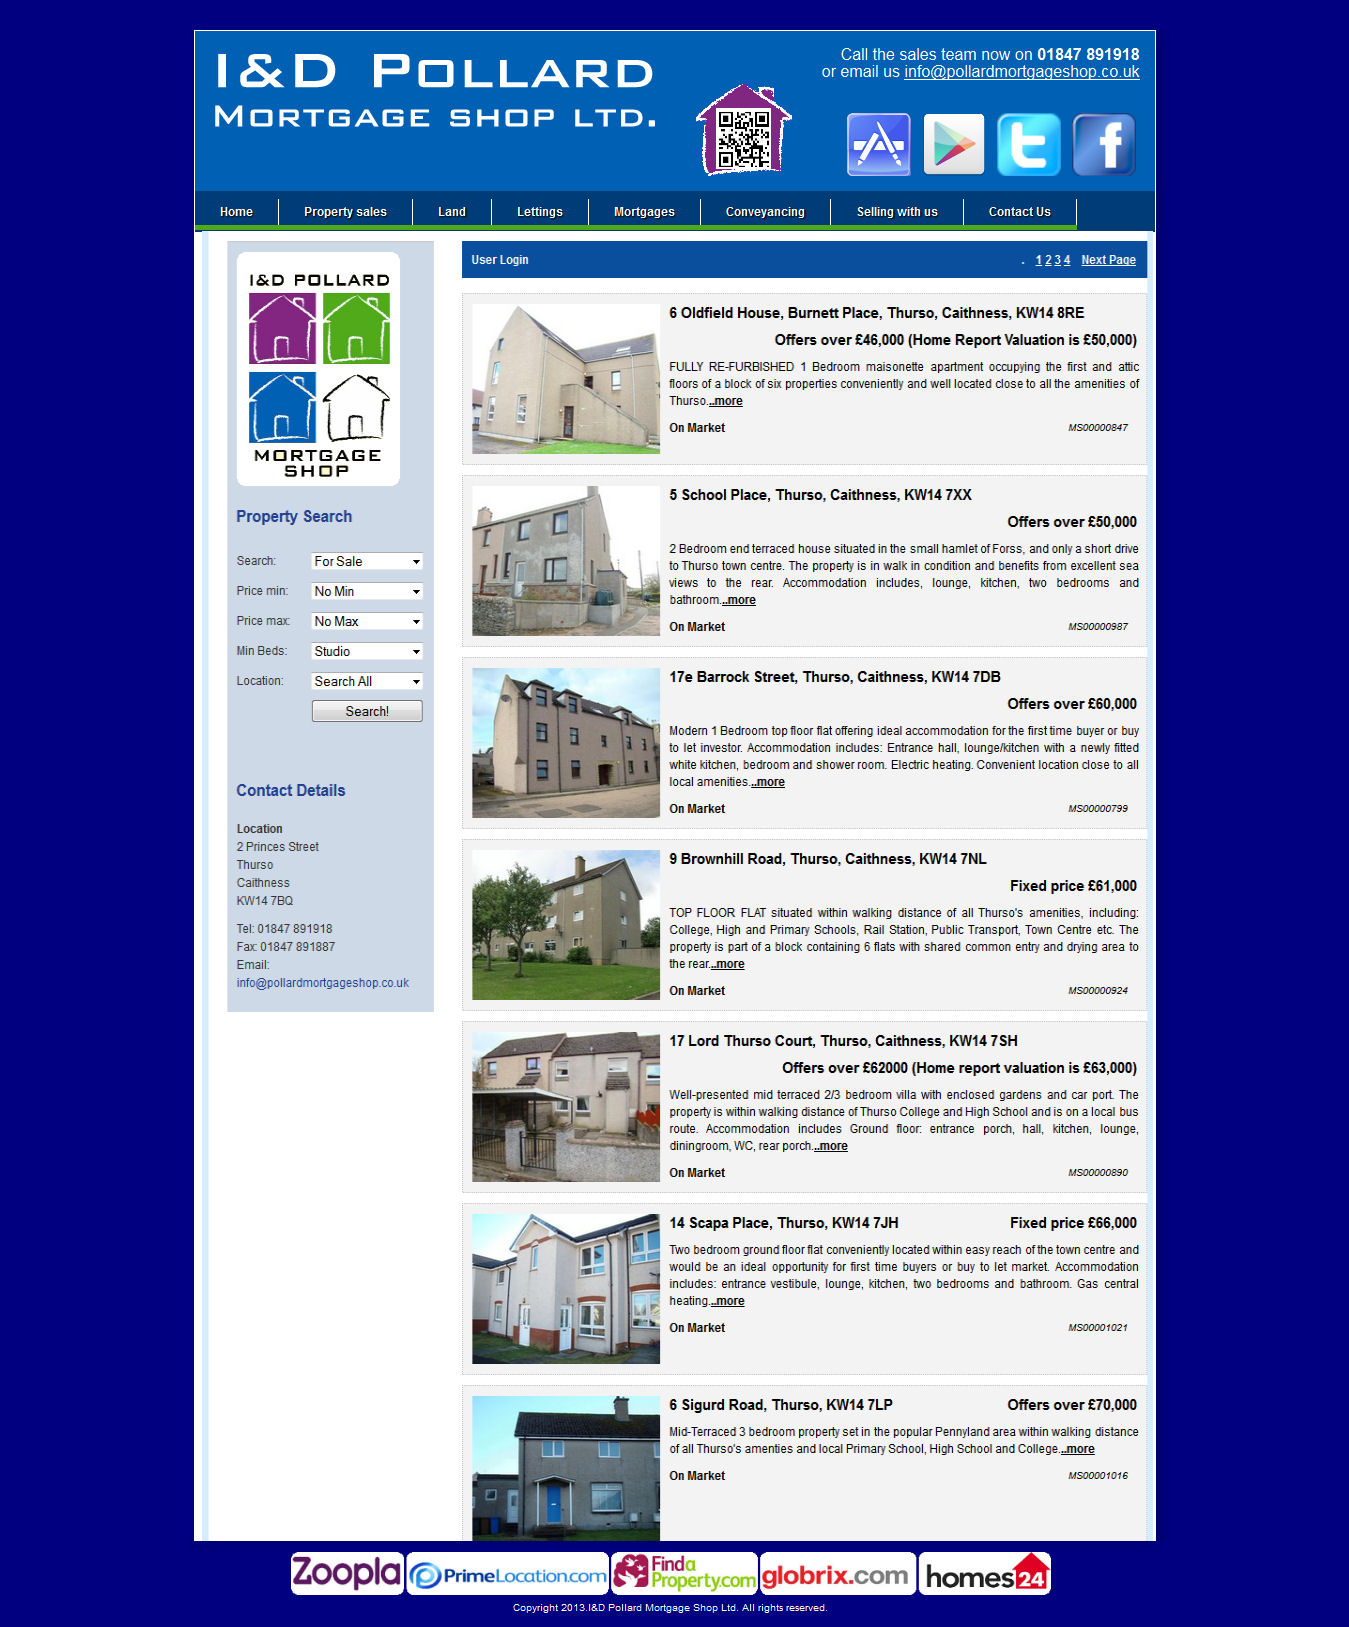 I&D POLLARD
MORTGAGE SHOP LTD.
Call the sales team now on 01847 891918
or email us info@pollardmortgageshop.co.uk
Home
Property sales
Land
Lettings
Mortgages
Conveyancing
Selling with us
Contact Us
I&D POLLARD
MORTGAGE
SHOP
Property Search
Search: For Sale
Price min: No Min
Price max: No Max
Min Beds: Studio
Location: Search All
Search!
Contact Details
Location
2 Princes Street
Thurso
Caithness
KW14 7BQ
Tel: 01847 891918
Fax: 01847 891887
Email:
info@pollardmortgageshop.co.uk
User Login . 1 2 3 4 Next Page
6 Oldfield House, Burnett Place, Thurso, Caithness, KW14 8RE
Offers over £46,000 (Home Report Valuation is £50,000)
FULLY RE-FURBISHED 1 Bedroom maisonette apartment occupying the first and attic
floors of a block of six properties conveniently and well located close to all the amenities of
Thurso...more
On Market MS00000847
5 School Place, Thurso, Caithness, KW14 7XX
Offers over £50,000
2 Bedroom end terraced house situated in the small hamlet of Forss, and only a short drive
to Thurso town centre. The property is in walk in condition and benefits from excellent sea
views to the rear. Accommodation includes, lounge, kitchen, two bedrooms and
bathroom...more
On Market MS00000987
17e Barrock Street, Thurso, Caithness, KW14 7DB
Offers over £60,000
Modern 1 Bedroom top floor flat offering ideal accommodation for the first time buyer or buy
to let investor. Accommodation includes: Entrance hall, lounge/kitchen with a newly fitted
white kitchen, bedroom and shower room. Electric heating. Convenient location close to all
local amenities...more
On Market MS00000799
9 Brownhill Road, Thurso, Caithness, KW14 7NL
Fixed price £61,000
TOP FLOOR FLAT situated within walking distance of all Thurso's amenities, including:
College, High and Primary Schools, Rail Station, Public Transport, Town Centre etc. The
property is part of a block containing 6 flats with shared common entry and drying area to
the rear...more
On Market MS00000924
17 Lord Thurso Court, Thurso, Caithness, KW14 7SH
Offers over £62000 (Home report valuation is £63,000)
Well-presented mid terraced 2/3 bedroom villa with enclosed gardens and car port. The
property is within walking distance of Thurso College and High School and is on a local bus
route. Accommodation includes Ground floor: entrance porch, hall, kitchen, lounge,
diningroom, WC, rear porch...more
On Market MS00000890
14 Scapa Place, Thurso, KW14 7JH Fixed price £66,000
Two bedroom ground floor flat conveniently located within easy reach of the town centre and
would be an ideal opportunity for first time buyers or buy to let market. Accommodation
includes: entrance vestibule, lounge, kitchen, two bedrooms and bathroom. Gas central
heating...more
On Market MS00001021
6 Sigurd Road, Thurso, KW14 7LP Offers over £70,000
Mid-Terraced 3 bedroom property set in the popular Pennyland area within walking distance
of all Thurso's amenties and local Primary School, High School and College...more
On Market MS00001016
Zoopla
PrimeLocation.com
Finda
Property.com
globrix.com
homes24
Copyright 2013.I&D Pollard Mortgage Shop Ltd. All rights reserved.